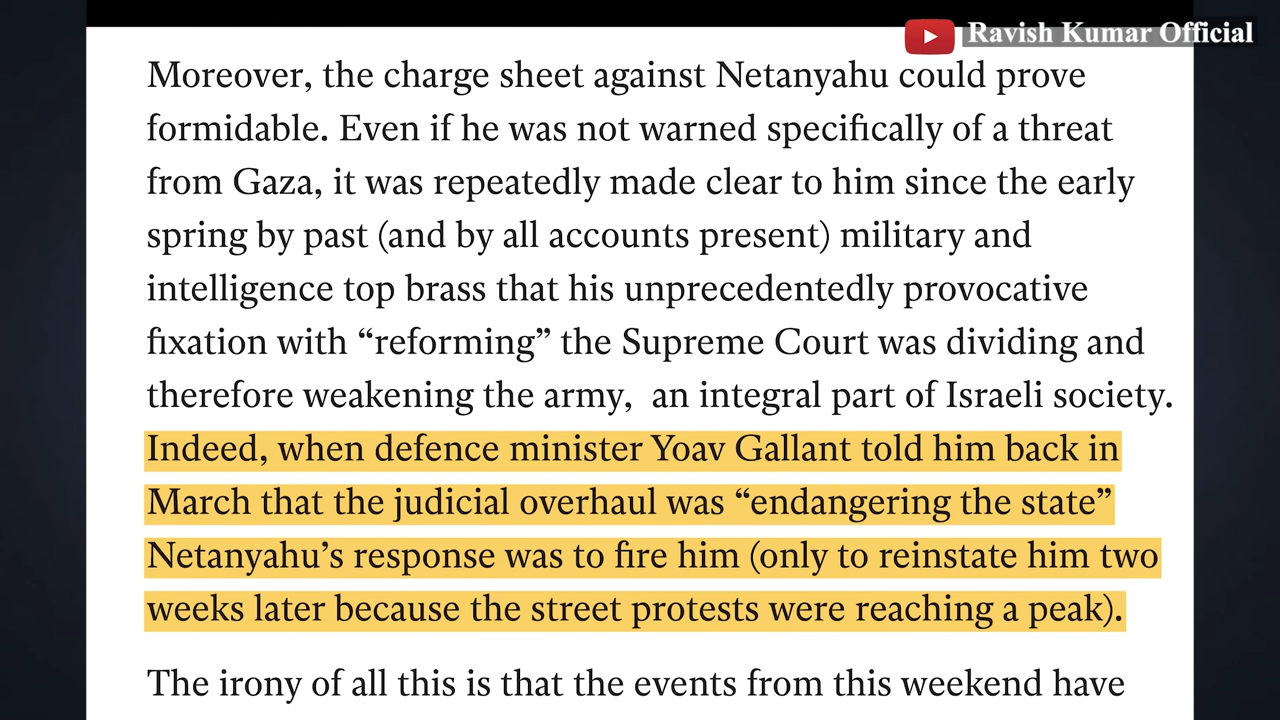 Ravish Kumar Official
Moreover, the charge sheet against Netanyahu could prove
formidable. Even if he was not warned specifically of a threat
from Gaza, it was repeatedly made clear to him since the early
spring by past (and by all accounts present) military and
intelligence top brass that his unprecedentedly provocative
fixation with “reforming” the Supreme Court was dividing and
therefore weakening the army,  an integral part of Israeli society.
Indeed, when defence minister Yoav Gallant told him back in
March that the judicial overhaul was “endangering the state”
Netanyahu’s response was to fire him (only to reinstate him two
weeks later because the street protests were reaching a peak).
The irony of all this is that the events from this weekend have